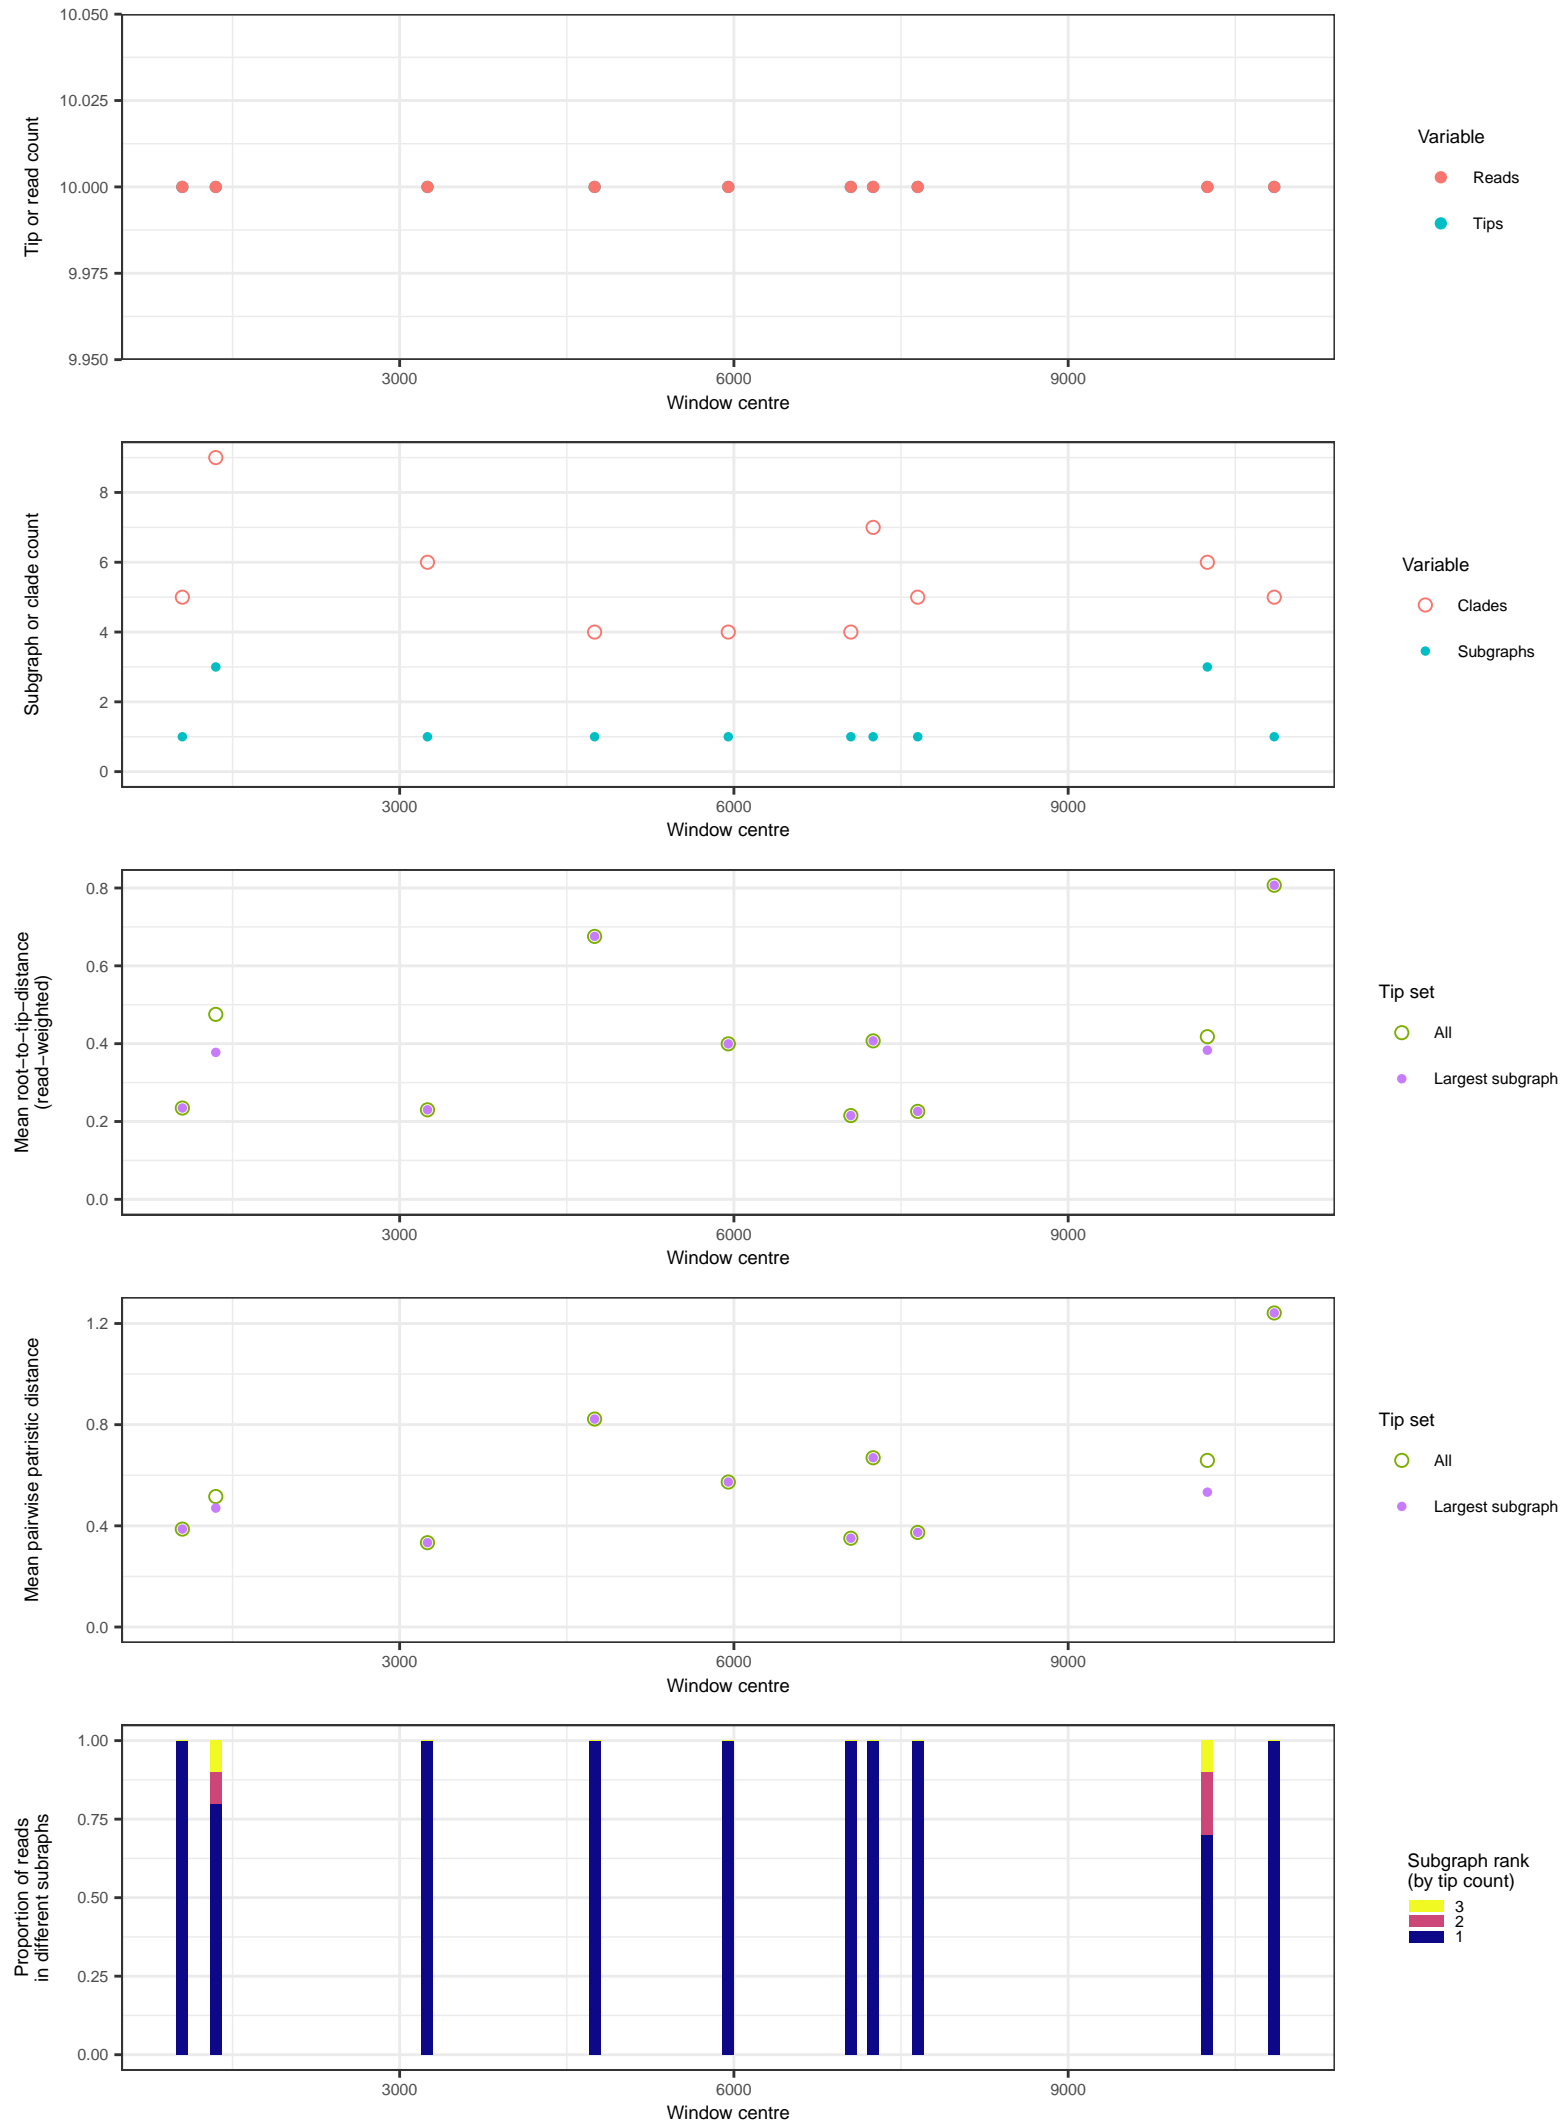 10.050
10.025
10.000
9.975
9.950
Tip or read count
3000 6000 9000
Window centre
Variable
Reads
Tips
8
6
4
2
0
Subgraph or clade count
3000 6000 9000
Window centre
Variable
Clades
Subgraphs
0.8
0.6
0.4
0.2
0.0
Mean root−to−tip−distance
(read−weighted)
3000 6000 9000
Window centre
Tip set
All
Largest subgraph
1.2
0.8
0.4
0.0
Mean pairwise patristic distance
3000 6000 9000
Window centre
Tip set
All
Largest subgraph
1.00
0.75
0.50
0.25
0.00
Proportion of reads
in different subraphs
3000 6000 9000
Window centre
Subgraph rank
(by tip count)
3
2
1